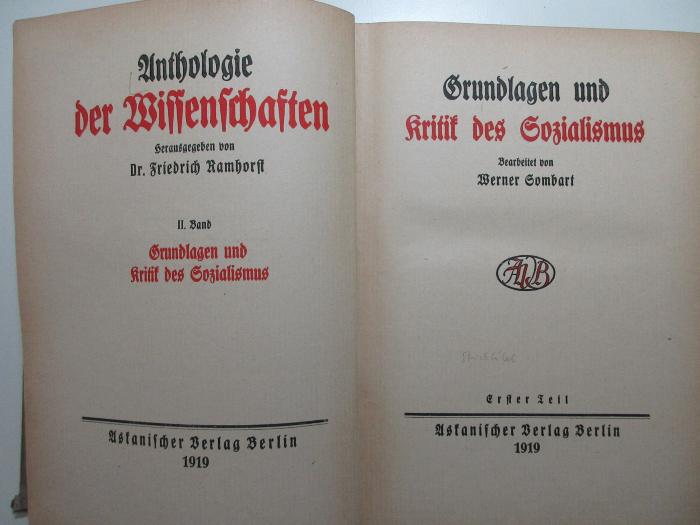 Anthologie
der Wissenschaften
Herausgegeben von
Dr. Friedrich Ramhorst
II. Band
Grundlagen und
Kritik des Sozialismus
Askanischer Verlag Berlin
1919
Grundlagen und
Kritik des Sozialismus
Bearbeitet von
Werner Sombart
AVB
Erster Teil
Askanischer Verlag Berlin
1919